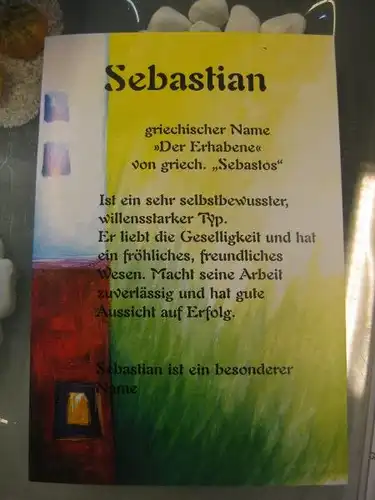 Sebastian
griechischer Name
»Der Erhabene«
von griech. „Sebastos“
Ist ein sehr selbstbewusster,
willensstarker Typ.
Er liebt die Geselligkeit und hat
ein fröhliches, freundliches
Wesen. Macht seine Arbeit
zuverlässig und hat gute
Aussicht auf Erfolg.
Sebastian ist ein besonderer
Name